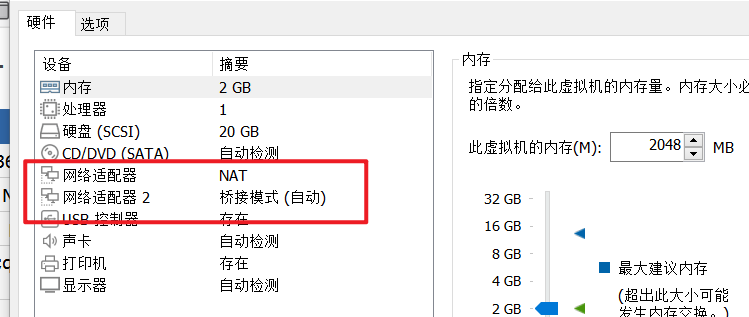 硬件 选项
设备 摘要
内存 2 GB
处理器 1
硬盘 (SCSI) 20 GB
CD/DVD (SATA) 自动检测
网络适配器 NAT
网络适配器 2 桥接模式 (自动)
USB 控制器 存在
声卡 自动检测
打印机 存在
显示器 自动检测
内存
指定分配给此虚拟机的内存量。内存大小必
的倍数。
此虚拟机的内存(M): 2048 MB
32 GB
16 GB
8 GB
4 GB
2 GB
最大建议内存
(超出此大小可能
发生内存交换。)